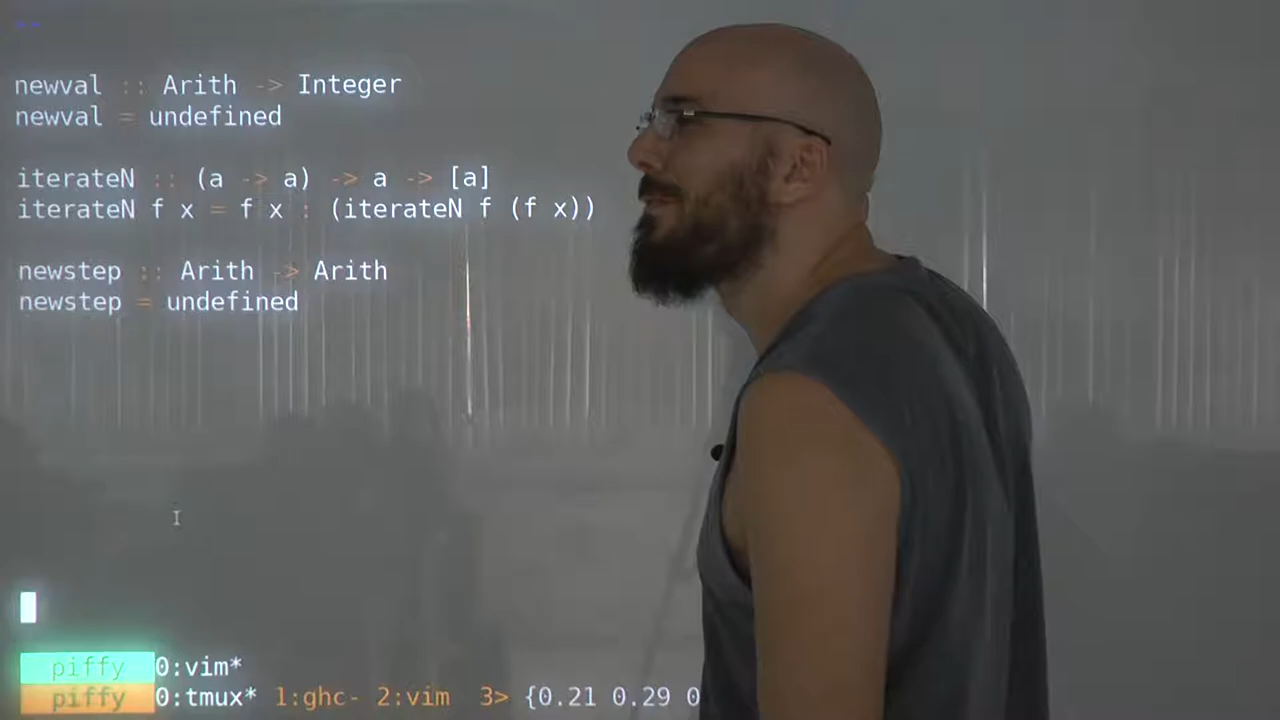 --
newval :: Arith -> Integer
newval = undefined
iterateN :: (a -> a) -> a -> [a]
iterateN f x = f x : (iterateN f (f x))
newstep :: Arith -> Arith
newstep = undefined
piffy 0:vim*
piffy 0:tmux* 1:ghc- 2:vim 3> {0.21 0.29 0